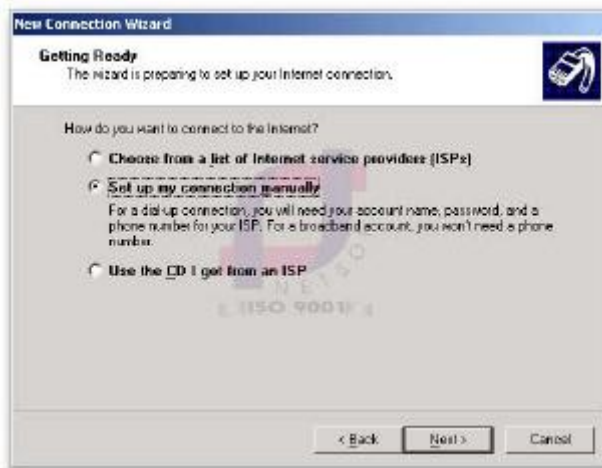 New Connection Wizard
Getting Ready
The wizard is preparing to set up your Internet connection.
How do you want to connect to the Internet?
Choose from a list of Internet service providers (ISPs)
Set up my connection manually
For a dial-up connection, you will need your account name, password, and a
phone number for your ISP. For a broadband account, you won't need a phone
number.
Use the CD I got from an ISP
ISO 9001
< Back
Next >
Cancel